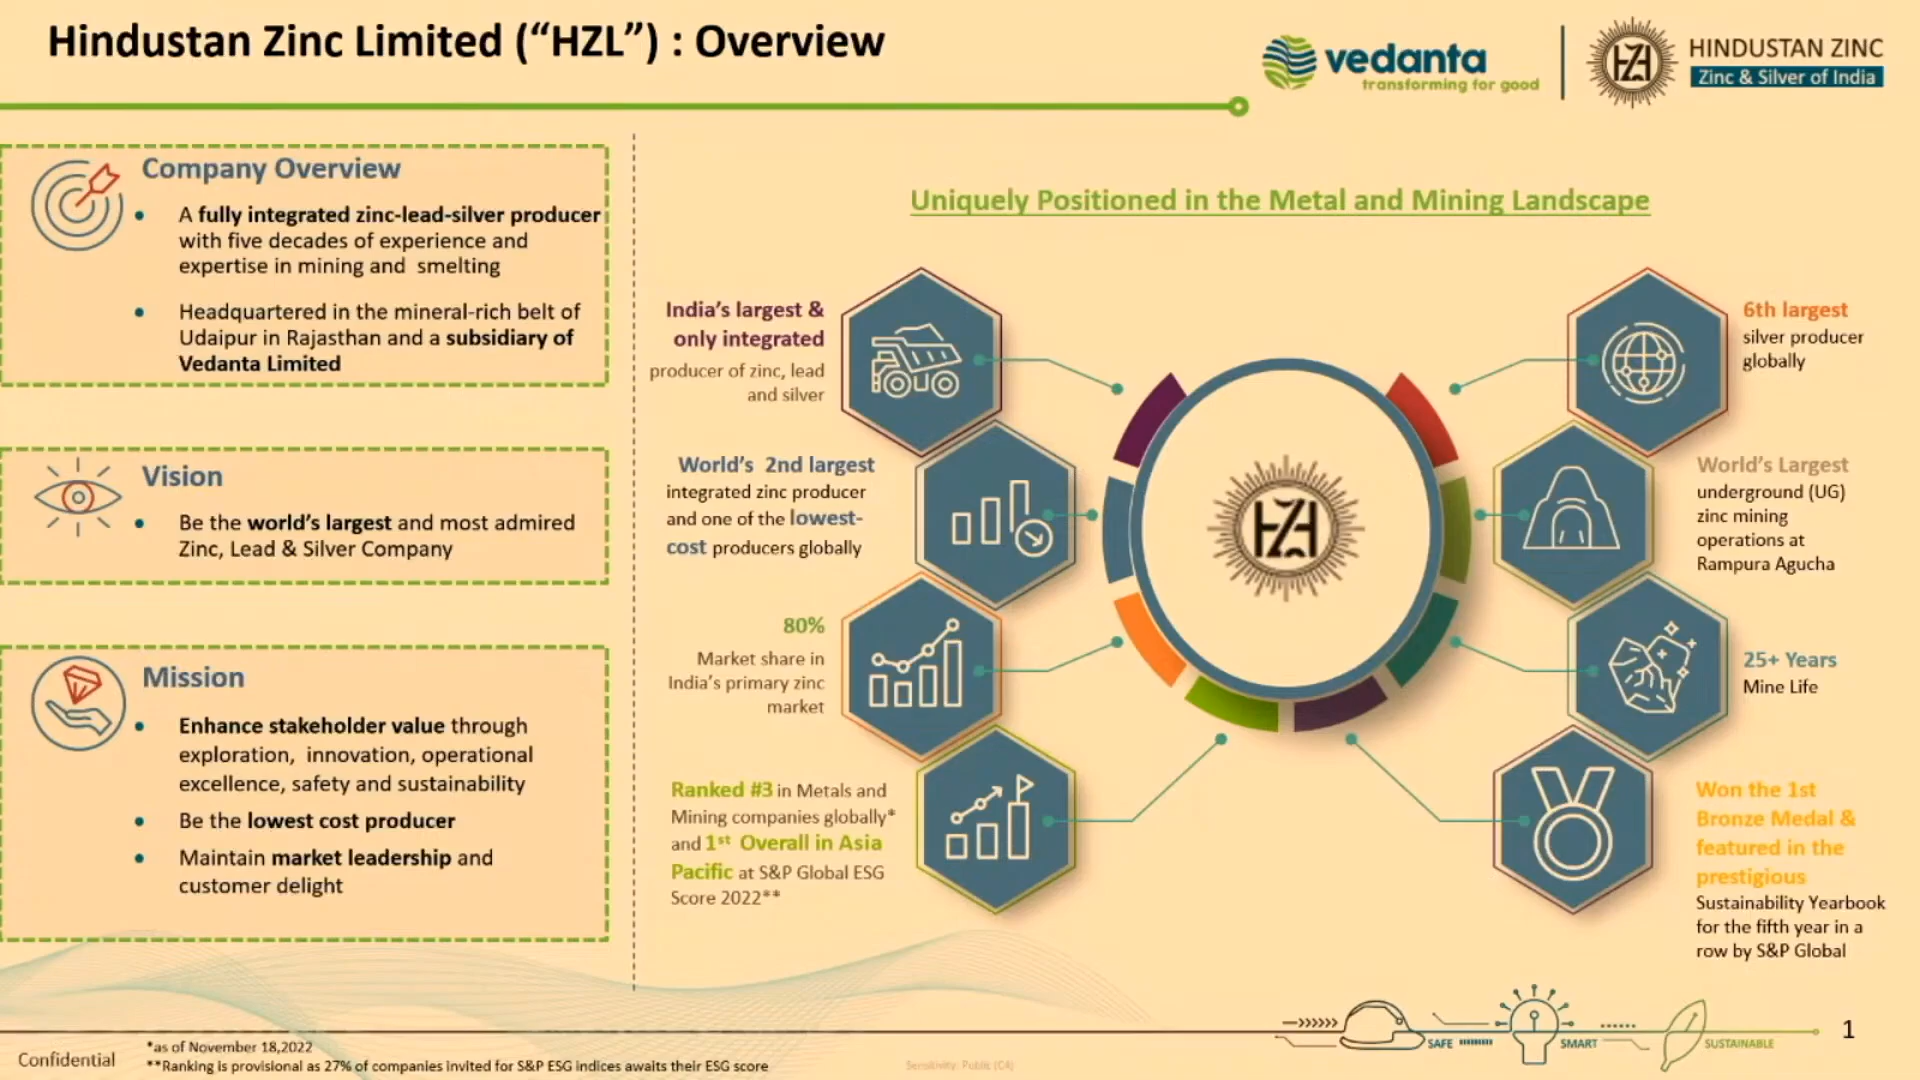 Hindustan Zinc Limited (“HZL”) : Overview
vedanta
transforming for good
HZL
HINDUSTAN ZINC
Zinc & Silver of India
Company Overview
• A fully integrated zinc-lead-silver producer
with five decades of experience and
expertise in mining and smelting
• Headquartered in the mineral-rich belt of
Udaipur in Rajasthan and a subsidiary of
Vedanta Limited
Vision
• Be the world’s largest and most admired
Zinc, Lead & Silver Company
Mission
• Enhance stakeholder value through
exploration, innovation, operational
excellence, safety and sustainability
• Be the lowest cost producer
• Maintain market leadership and
customer delight
Uniquely Positioned in the Metal and Mining Landscape
India’s largest &
only integrated
producer of zinc, lead
and silver
World’s 2nd largest
integrated zinc producer
and one of the lowest-
cost producers globally
80%
Market share in
India’s primary zinc
market
Ranked #3 in Metals and
Mining companies globally*
and 1st Overall in Asia
Pacific at S&P Global ESG
Score 2022**
HZL
6th largest
silver producer
globally
World’s Largest
underground (UG)
zinc mining
operations at
Rampura Agucha
25+ Years
Mine Life
Won the 1st
Bronze Medal &
featured in the
prestigious
Sustainability Yearbook
for the fifth year in a
row by S&P Global
SAFE
SMART
SUSTAINABLE
1
Confidential
*as of November 18,2022
**Ranking is provisional as 27% of companies invited for S&P ESG indices awaits their ESG score
Sensitivity: Public (C4)